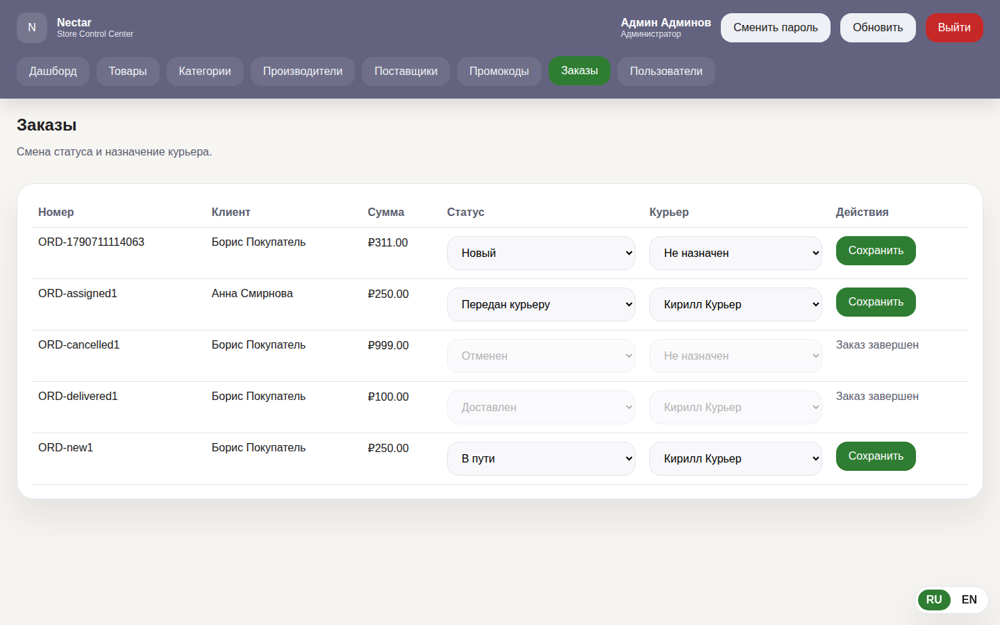 N
Nectar
Store Control Center
Админ Админов
Администратор
Сменить пароль
Обновить
Выйти
Дашборд
Товары
Категории
Производители
Поставщики
Промокоды
Заказы
Пользователи
Заказы
Смена статуса и назначение курьера.
Номер Клиент Сумма Статус Курьер Действия
ORD-1790711114063 Борис Покупатель ₽311.00 Новый Не назначен Сохранить
ORD-assigned1 Анна Смирнова ₽250.00 Передан курьеру Кирилл Курьер Сохранить
ORD-cancelled1 Борис Покупатель ₽999.00 Отменен Не назначен Заказ завершен
ORD-delivered1 Борис Покупатель ₽100.00 Доставлен Кирилл Курьер Заказ завершен
ORD-new1 Борис Покупатель ₽250.00 В пути Кирилл Курьер Сохранить
RU EN